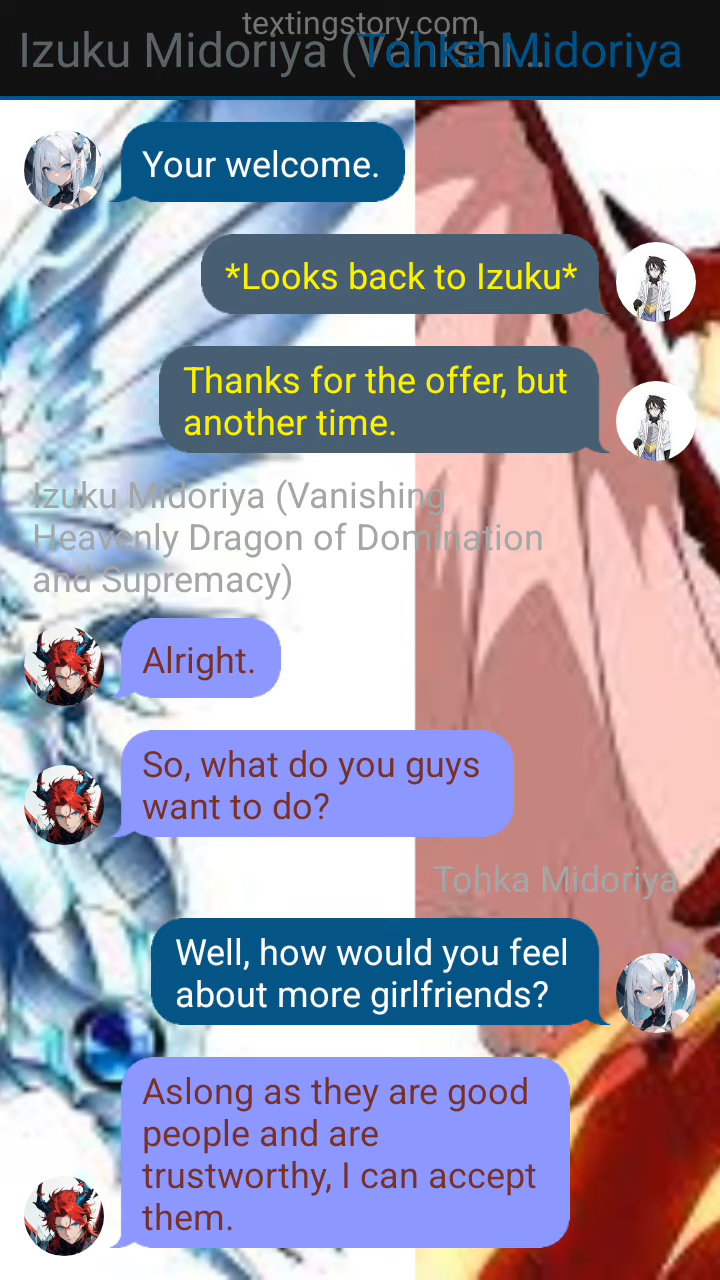 textingstory.com
Izuku Midoriya (Vanishi...
Tohka Midoriya
Your welcome.
*Looks back to Izuku*
Thanks for the offer, but
another time.
Izuku Midoriya (Vanishing
Heavenly Dragon of Domination
and Supremacy)
Alright.
So, what do you guys
want to do?
Tohka Midoriya
Well, how would you feel
about more girlfriends?
Aslong as they are good
people and are
trustworthy, I can accept
them.